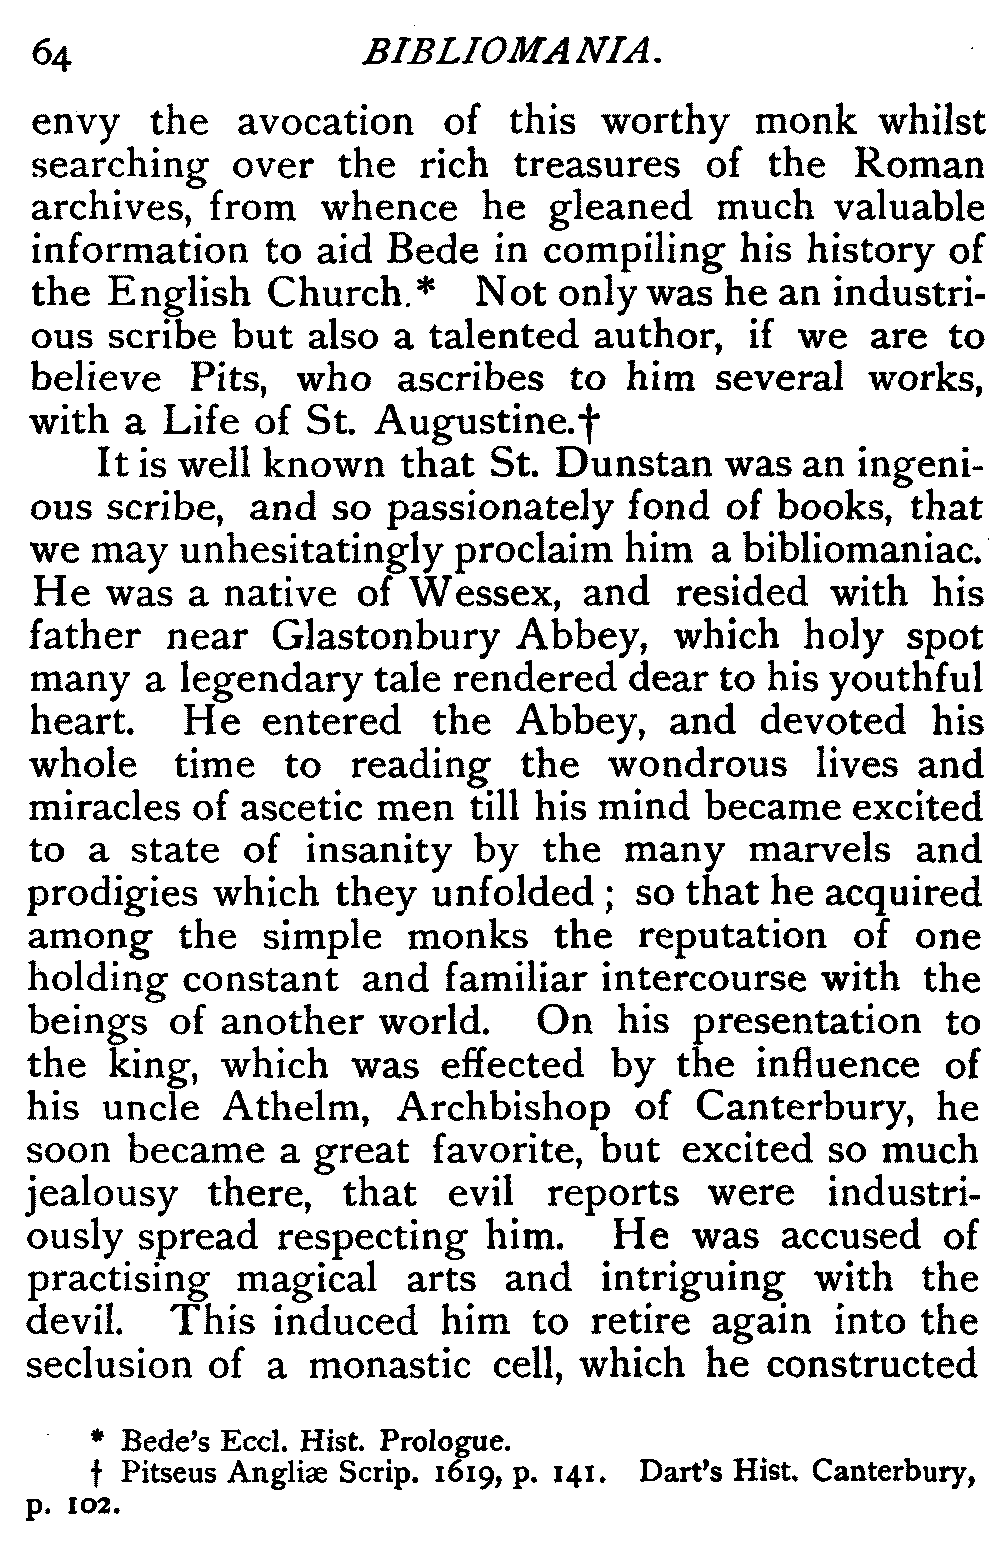 64 BIBLIOMANIA.
envy the avocation of this worthy monk whilst
searching over the rich treasures of the Roman
archives, from whence he gleaned much valuable
information to aid Bede in compiling his history of
the English Church.* Not only was he an industri-
ous scribe but also a talented author, if we are to
believe Pits, who ascribes to him several works,
with a Life of St. Augustine.†
It is well known that St. Dunstan was an ingeni-
ous scribe, and so passionately fond of books, that
we may unhesitatingly proclaim him a bibliomaniac.
He was a native of Wessex, and resided with his
father near Glastonbury Abbey, which holy spot
many a legendary tale rendered dear to his youthful
heart. He entered the Abbey, and devoted his
whole time to reading the wondrous lives and
miracles of ascetic men till his mind became excited
to a state of insanity by the many marvels and
prodigies which they unfolded; so that he acquired
among the simple monks the reputation of one
holding constant and familiar intercourse with the
beings of another world. On his presentation to
the king, which was effected by the influence of
his uncle Athelm, Archbishop of Canterbury, he
soon became a great favorite, but excited so much
jealousy there, that evil reports were industri-
ously spread respecting him. He was accused of
practising magical arts and intriguing with the
devil. This induced him to retire again into the
seclusion of a monastic cell, which he constructed
* Bede's Eccl. Hist. Prologue.
† Pitseus Angliæ Scrip. 1619, p. 141. Dart's Hist. Canterbury,
p. 102.